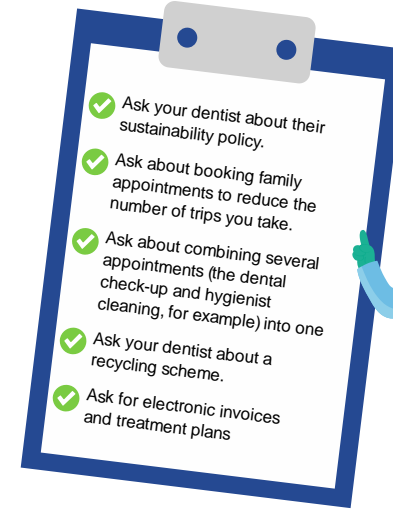 Ask your dentist about their
sustainability policy.
Ask about booking family
appointments to reduce the
number of trips you take.
Ask about combining several
appointments (the dental
check-up and hygienist
cleaning, for example) into one
Ask your dentist about a
recycling scheme.
Ask for electronic invoices
and treatment plans